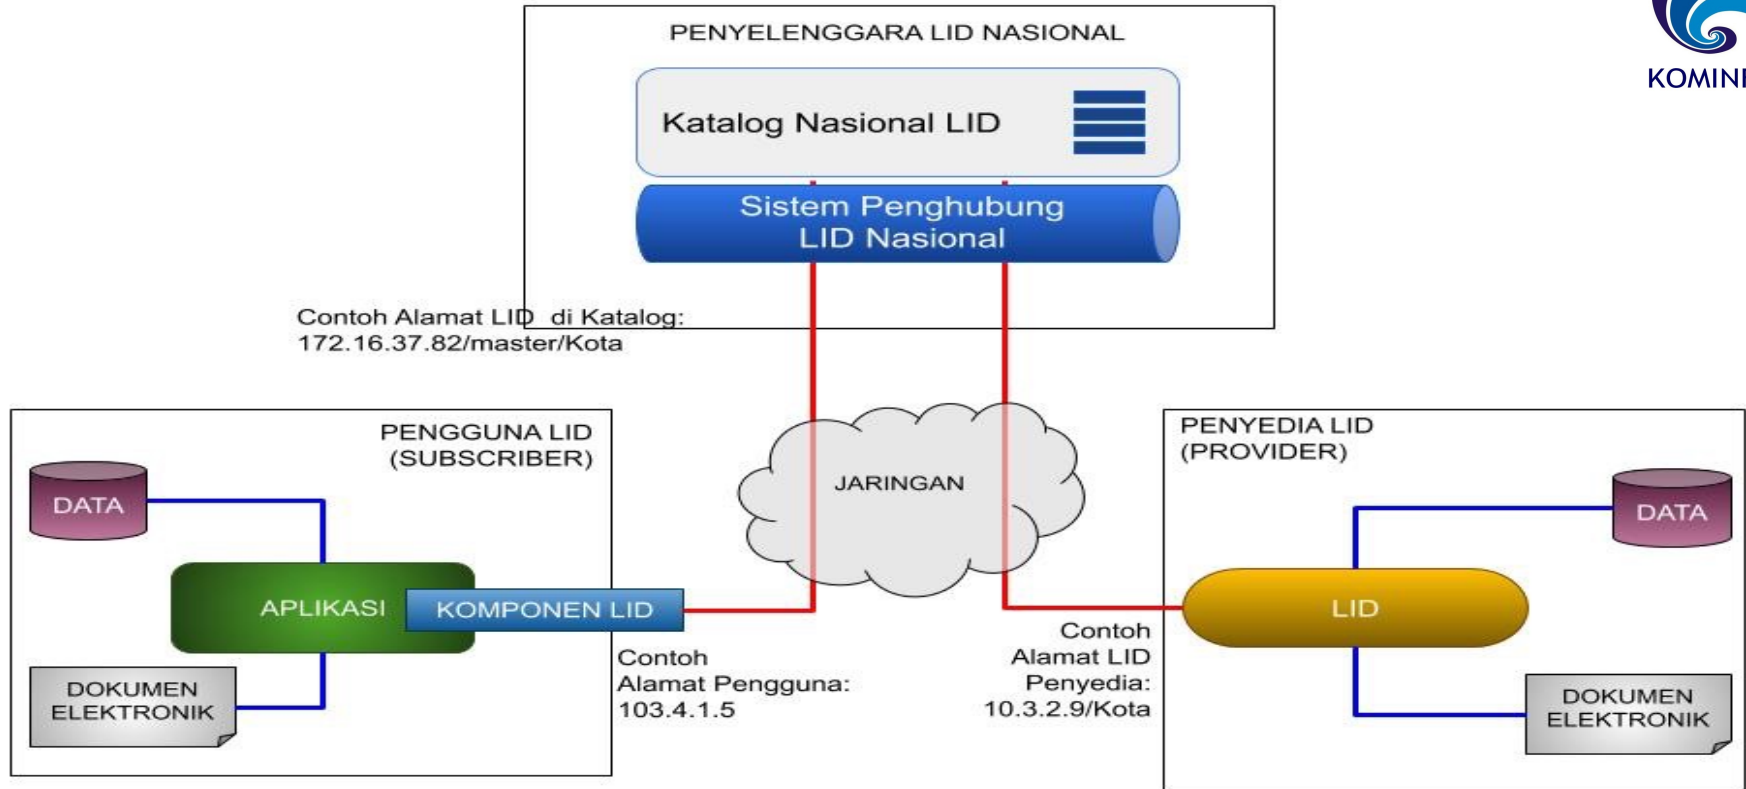 PENYELENGGARA LID NASIONAL
Katalog Nasional LID
Sistem Penghubung
LID Nasional
KOMINF
Contoh Alamat LID di Katalog:
172.16.37.82/master/Kota
PENGGUNA LID
(SUBSCRIBER)
DATA
APLIKASI
KOMPONEN LID
DOKUMEN
ELEKTRONIK
Contoh
Alamat Pengguna:
103.4.1.5
JARINGAN
Contoh
Alamat LID
Penyedia:
10.3.2.9/Kota
PENYEDIA LID
(PROVIDER)
DATA
LID
DOKUMEN
ELEKTRONIK